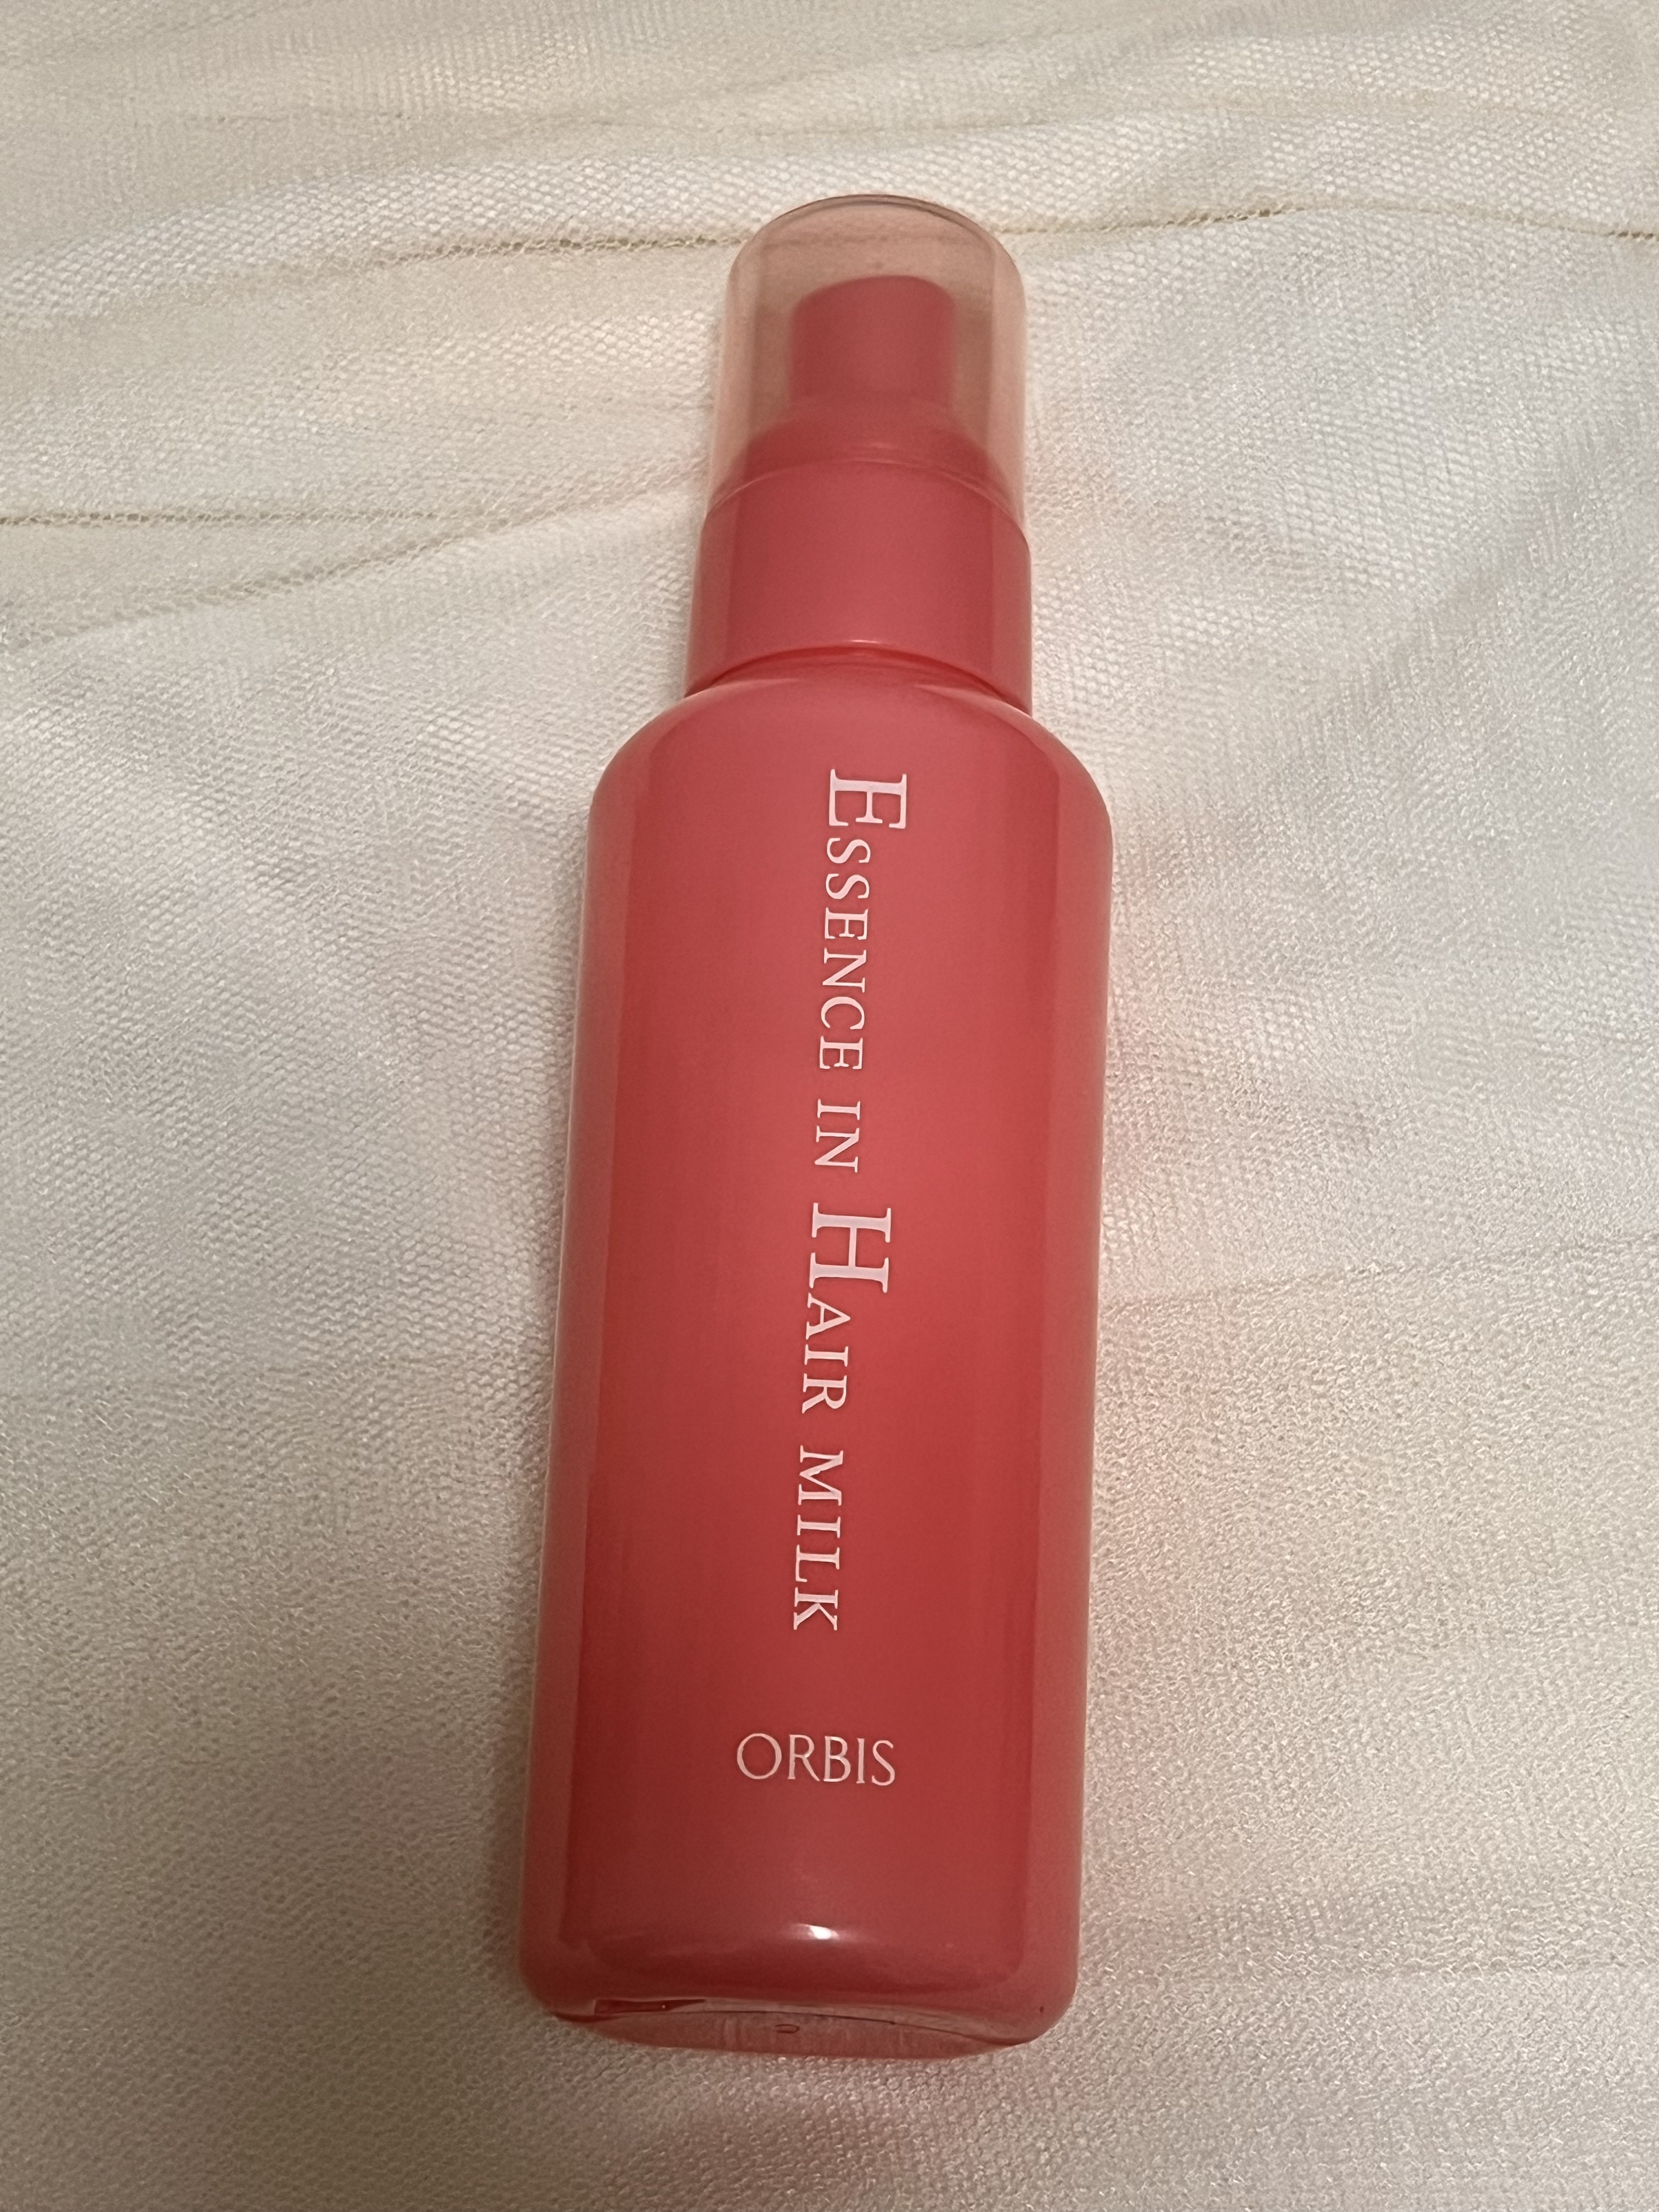 ESSENCE IN HAIR MILK
ORBIS